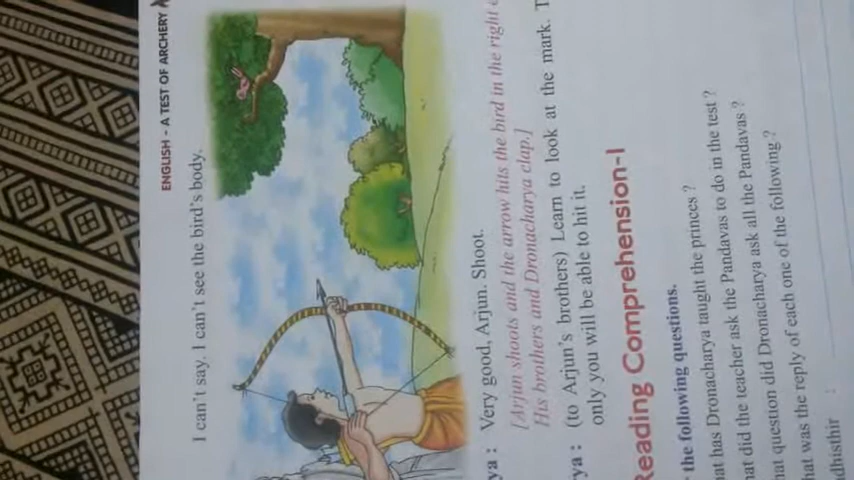 ENGLISH - A TEST OF ARCHERY
I can't say. I can't see the bird's body.
ya : Very good, Arjun. Shoot.
[Arjun shoots and the arrow hits the bird in the right
His brothers and Dronacharya clap.]
ya : (to Arjun's brothers) Learn to look at the mark. T
only you will be able to hit it.
Reading Comprehension-I
the following questions.
hat has Dronacharya taught the princes ?
hat did the teacher ask the Pandavas to do in the test ?
hat question did Dronacharya ask all the Pandavas ?
hat was the reply of each one of the following ?
dhisthir :